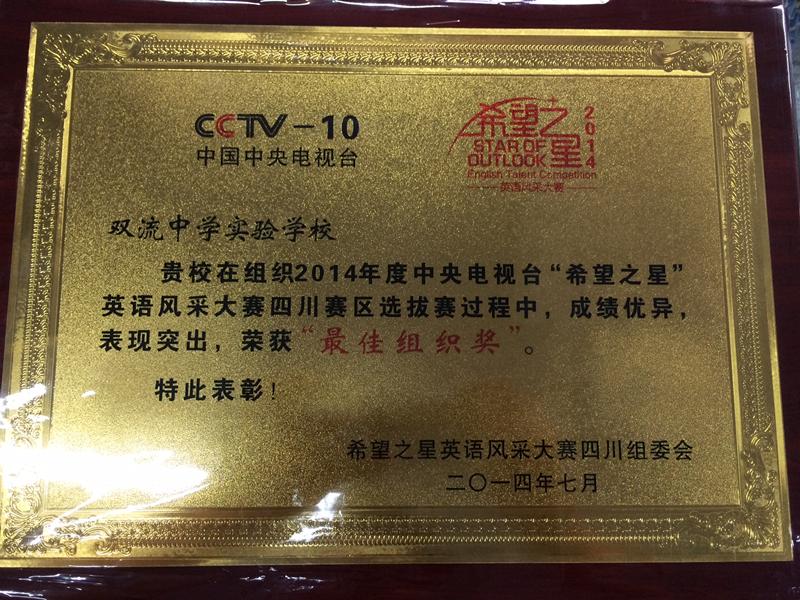 CCTV-10
中国中央电视台
希望之星
2014
STAR OF
OUTLOOK
English Talent Competition
英语风采大赛
双流中学实验学校
贵校在组织2014年度中央电视台“希望之星”
英语风采大赛四川赛区选拔赛过程中，成绩优异，
表现突出，荣获“最佳组织奖”。
特此表彰！
希望之星英语风采大赛四川组委会
二〇一四年七月